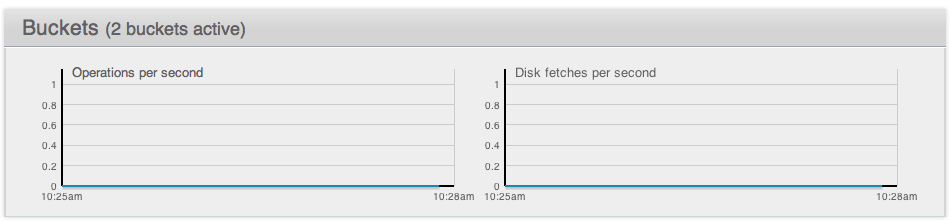 Buckets (2 buckets active)
Operations per second
1
0.8
0.6
0.4
0.2
0
10:25am 10:28am
Disk fetches per second
1
0.8
0.6
0.4
0.2
0
10:25am 10:28am